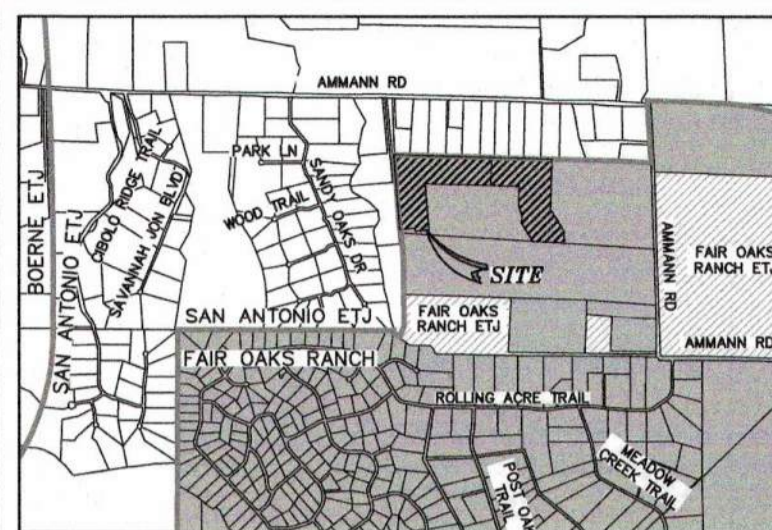 AMMANN RD
BOERNE ETJ
SAN ANTONIO ETJ
CIBOLO RIDGE TRAIL
SAVANNAH JON BLVD
PARK LN
WOOD TRAIL
SANDY OAKS DR
SITE
AMMANN RD
FAIR OAKS
RANCH ETJ
FAIR OAKS
RANCH ETJ
AMMANN RD
SAN ANTONIO ETJ
FAIR OAKS RANCH
ROLLING ACRE TRAIL
MEADOW
CREEK TRAIL
POST OAK
TRAIL